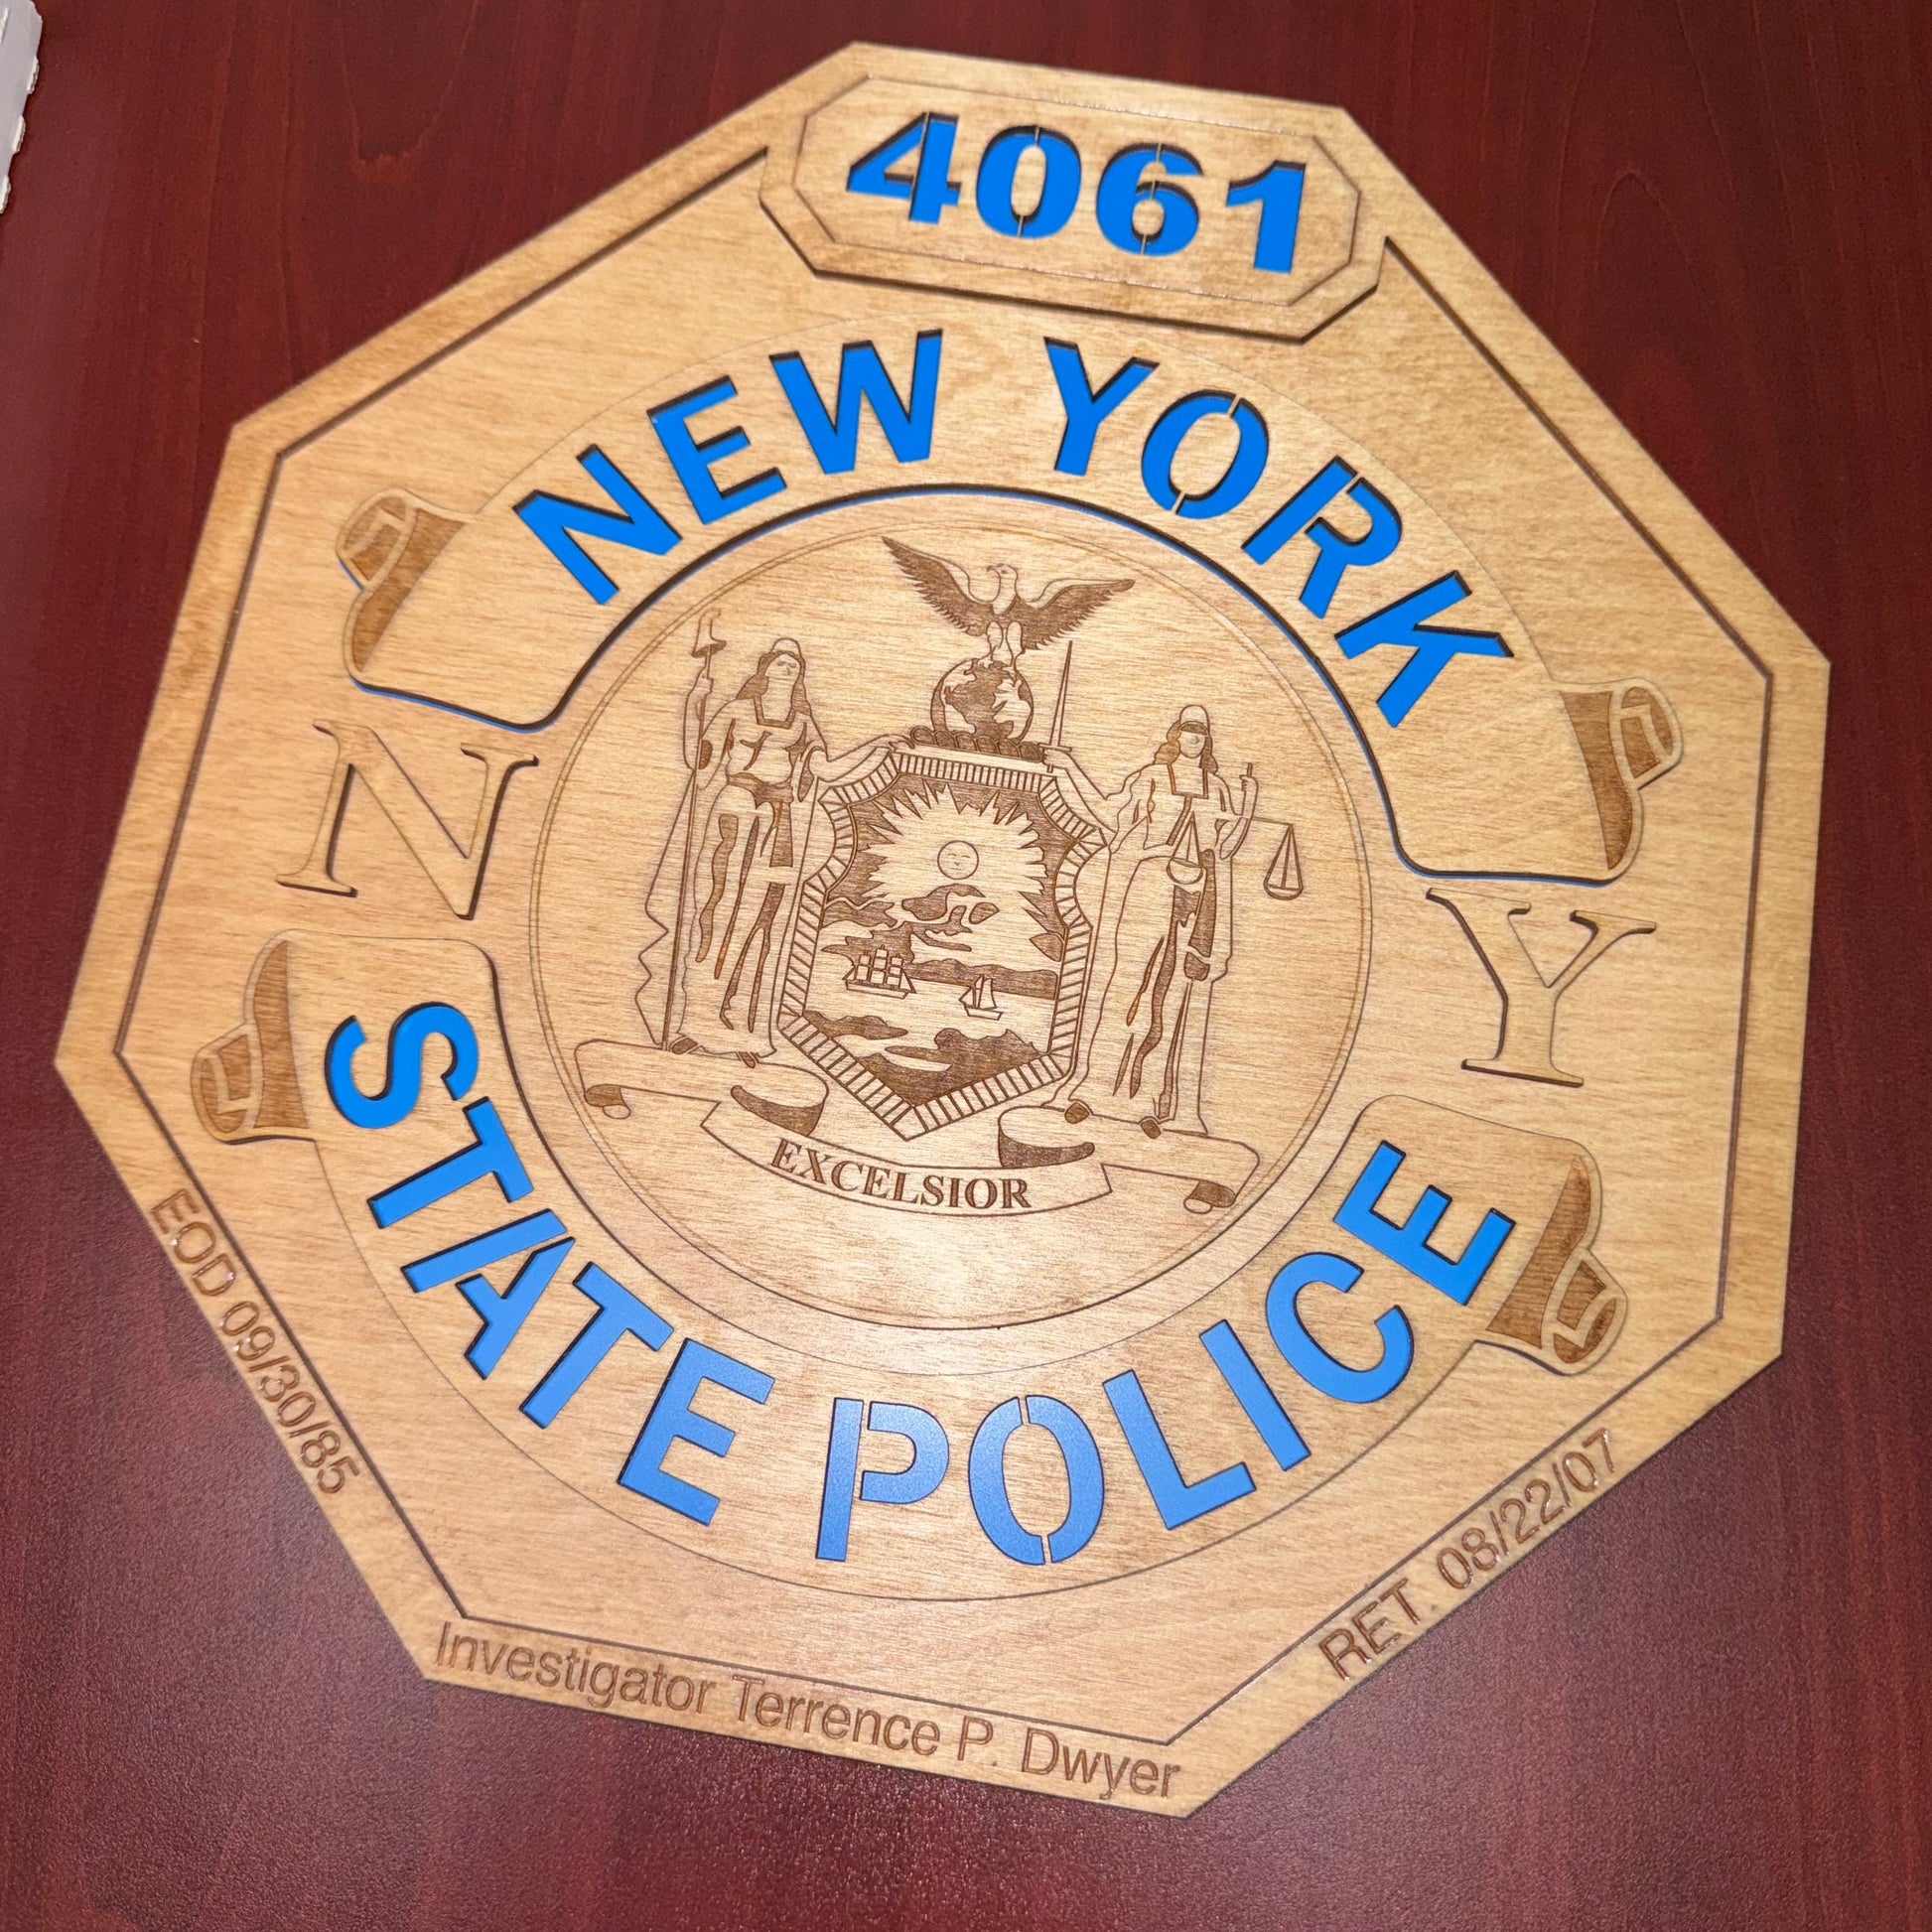 4061
NEW YORK
N Y
EXCELSIOR
STATE POLICE
EOD 09/30/85
Investigator Terrence P. Dwyer
RET. 08/22/07